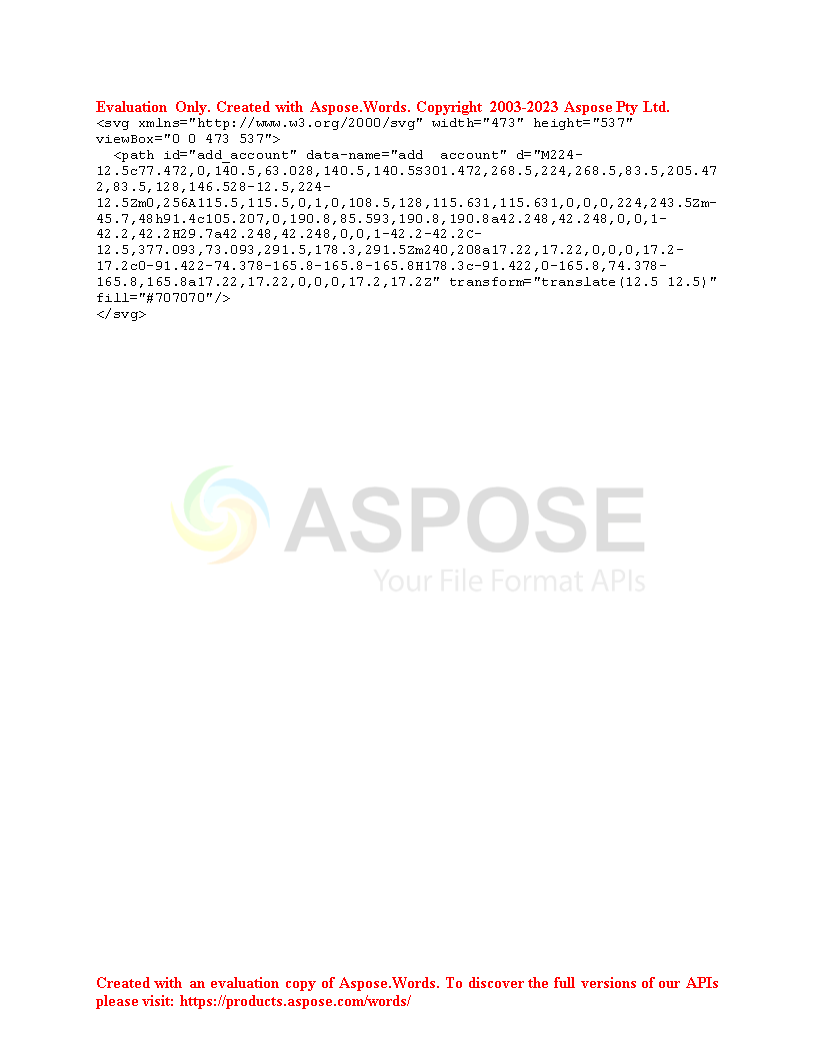 Evaluation Only. Created with Aspose.Words. Copyright 2003-2023 Aspose Pty Ltd.
<svg xmlns="http://www.w3.org/2000/svg" width="473" height="537"
viewBox="0 0 473 537">
  <path id="add_account" data-name="add  account" d="M224-
12.5c77.472,0,140.5,63.028,140.5,140.5S301.472,268.5,224,268.5,83.5,205.47
2,83.5,128,146.528-12.5,224-
12.5Zm0,256A115.5,115.5,0,1,0,108.5,128,115.631,115.631,0,0,0,224,243.5Zm-
45.7,48h91.4c105.207,0,190.8,85.593,190.8,190.8a42.248,42.248,0,0,1-
42.2,42.2H29.7a42.248,42.248,0,0,1-42.2-42.2C-
12.5,377.093,73.093,291.5,178.3,291.5Zm240,208a17.22,17.22,0,0,0,17.2-
17.2c0-91.422-74.378-165.8-165.8-165.8H178.3c-91.422,0-165.8,74.378-
165.8,165.8a17.22,17.22,0,0,0,17.2,17.2Z" transform="translate(12.5 12.5)"
fill="#707070"/>
</svg>
ASPOSE
Your File Format APIs
Created with an evaluation copy of Aspose.Words. To discover the full versions of our APIs
please visit: https://products.aspose.com/words/